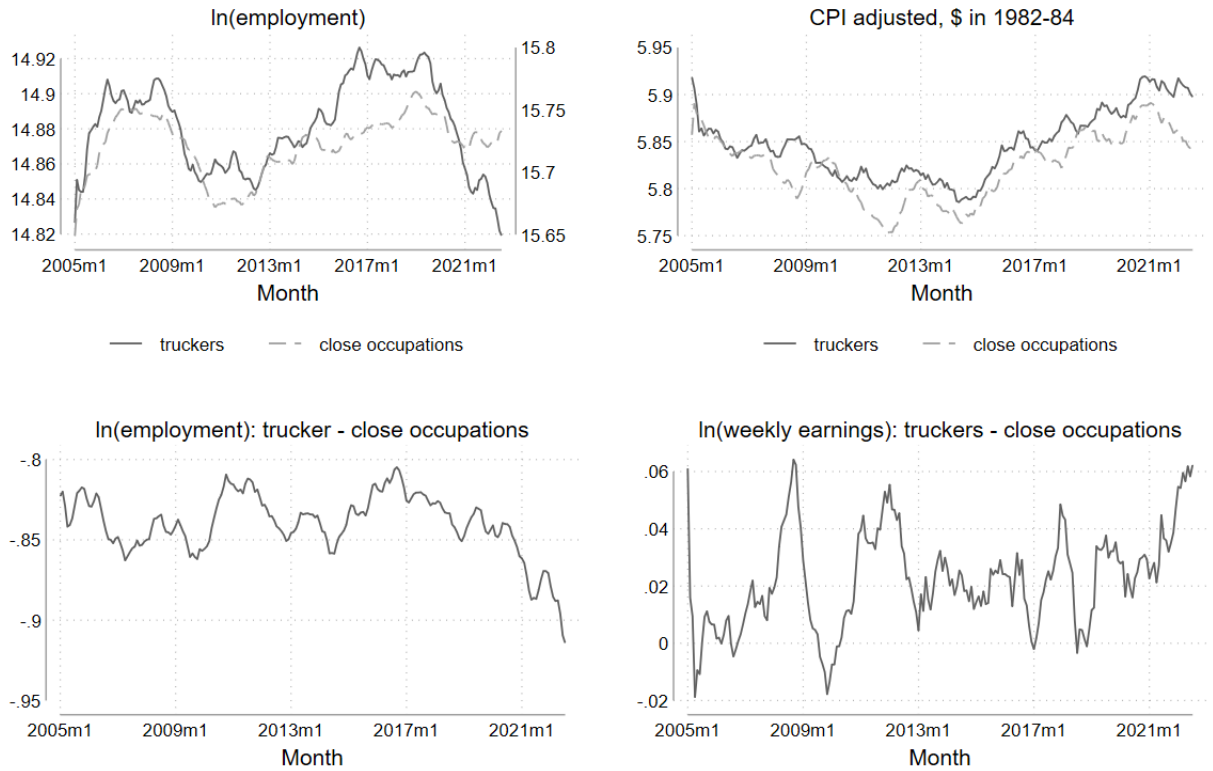 ln(employment)
14.92
14.9
14.88
14.86
14.84
14.82
15.8
15.75
15.7
15.65
2005m1 2009m1 2013m1 2017m1 2021m1
Month
truckers close occupations
CPI adjusted, $ in 1982-84
5.95
5.9
5.85
5.8
5.75
2005m1 2009m1 2013m1 2017m1 2021m1
Month
truckers close occupations
ln(employment): trucker - close occupations
-.8
-.85
-.9
-.95
2005m1 2009m1 2013m1 2017m1 2021m1
Month
ln(weekly earnings): truckers - close occupations
.06
.04
.02
0
-.02
2005m1 2009m1 2013m1 2017m1 2021m1
Month